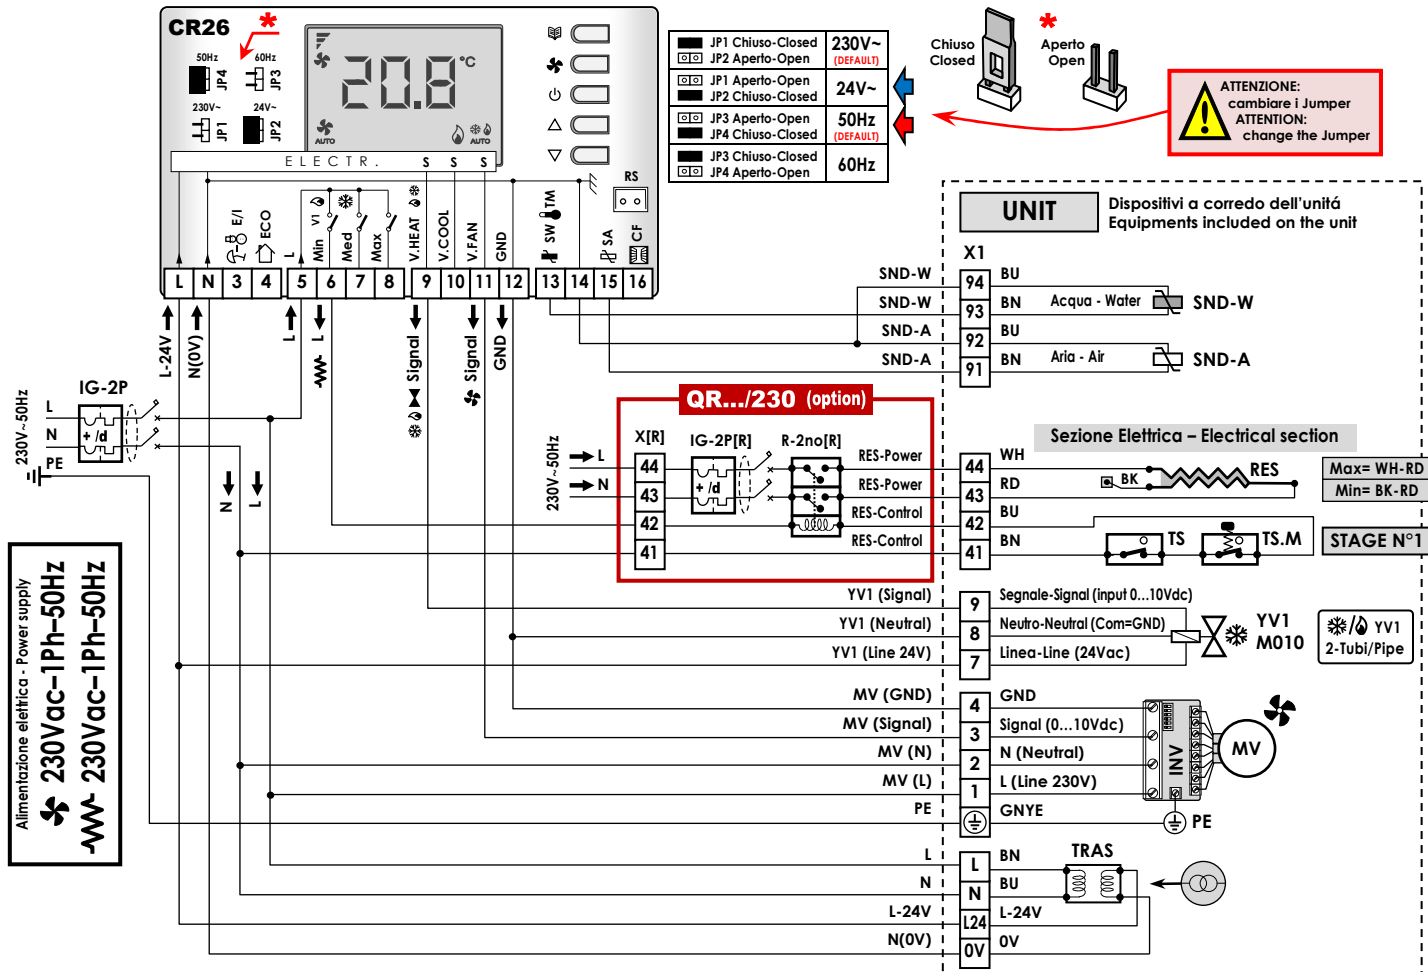 CR26
*
50Hz
JP4
60Hz
JP3
230V~
JP1
24V~
JP2
20.8 °C
AUTO
AUTO
ELECTR.
S S S
JP1 Chiuso-Closed
JP2 Aperto-Open
230V~
(DEFAULT)
JP1 Aperto-Open
JP2 Chiuso-Closed
24V~
JP3 Aperto-Open
JP4 Chiuso-Closed
50Hz
(DEFAULT)
JP3 Chiuso-Closed
JP4 Aperto-Open
60Hz
Chiuso
Closed
*
Aperto
Open
ATTENZIONE:
cambiare i Jumper
ATTENTION:
change the Jumper
E/I
ECO
L
Min
V1
Med
Max
V.HEAT
V.COOL
V.FAN
GND
SW
TM
SA
CF
RS
L N 3 4 5 6 7 8 9 10 11 12 13 14 15 16
L-24V
N(0V)
L
L
Signal
Signal
GND
UNIT
Dispositivi a corredo dell'unitá
Equipments included on the unit
X1
SND-W 94 BU
SND-W 93 BN
Acqua - Water
SND-W
SND-A 92 BU
SND-A 91 BN
Aria - Air
SND-A
IG-2P
230V~50Hz
L
N
PE
+ /d
N
L
QR.../230 (option)
X[R]
IG-2P[R]
R-2no[R]
230V~50Hz
L
N
44
43
42
41
+ /d
RES-Power
RES-Power
RES-Control
RES-Control
Sezione Elettrica – Electrical section
44 WH
43 RD
42 BU
41 BN
BK
RES
Max= WH-RD
Min= BK-RD
TS
TS.M
STAGE N°1
Alimentazione elettrica - Power supply
230Vac–1Ph–50Hz
230Vac–1Ph–50Hz
YV1 (Signal) 9 Segnale-Signal (input 0...10Vdc)
YV1 (Neutral) 8 Neutro-Neutral (Com=GND)
YV1 (Line 24V) 7 Linea-Line (24Vac)
YV1
M010
YV1
2-Tubi/Pipe
MV (GND) 4 GND
MV (Signal) 3 Signal (0...10Vdc)
MV (N) 2 N (Neutral)
MV (L) 1 L (Line 230V)
PE GNYE
INV
MV
PE
L L BN
N N BU
L-24V L24 L-24V
N(0V) 0V 0V
TRAS